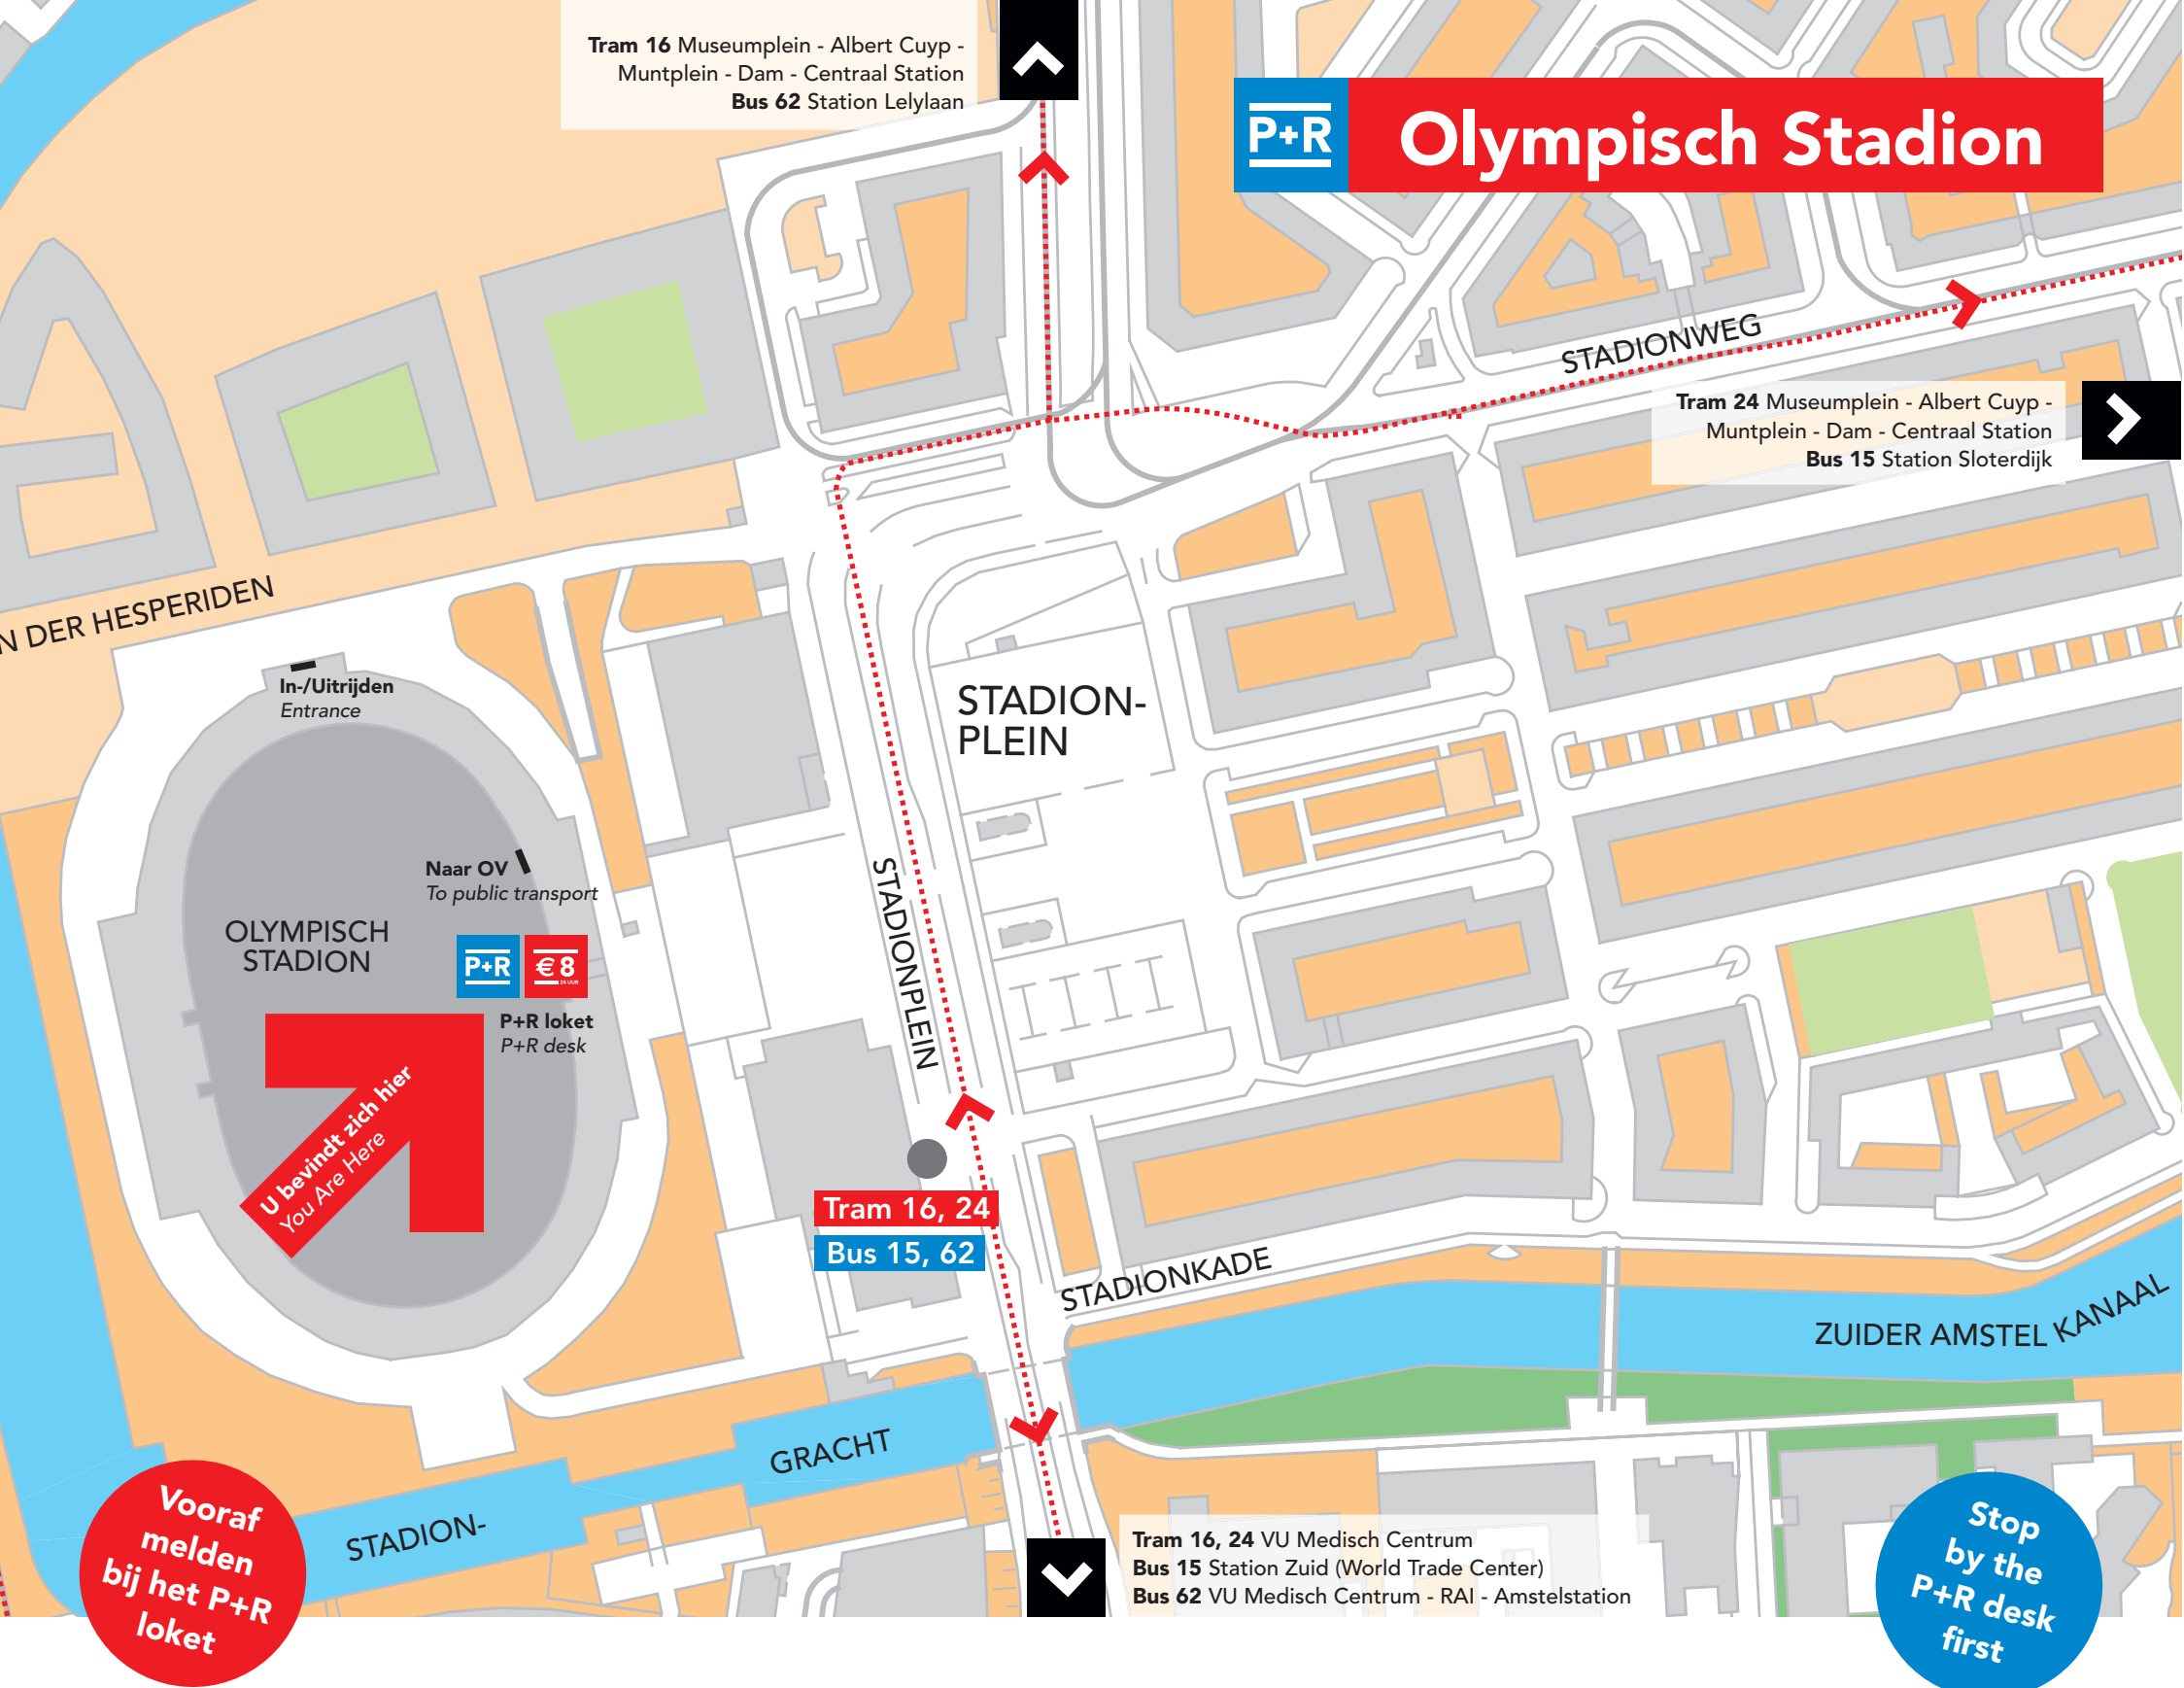 Tram 16 Museumplein - Albert Cuyp -
Muntplein - Dam - Centraal Station
Bus 62 Station Lelylaan
P+R
Olympisch Stadion
STADIONWEG
Tram 24 Museumplein - Albert Cuyp -
Muntplein - Dam - Centraal Station
Bus 15 Station Sloterdijk
N DER HESPERIDEN
In-/Uitrijden
Entrance
STADION-
PLEIN
Naar OV
To public transport
OLYMPISCH
STADION
P+R
€ 8
24 UUR
P+R loket
P+R desk
U bevindt zich hier
You Are Here
STADIONPLEIN
Tram 16, 24
Bus 15, 62
STADIONKADE
ZUIDER AMSTEL KANAAL
GRACHT
STADION-
Vooraf
melden
bij het P+R
loket
Tram 16, 24 VU Medisch Centrum
Bus 15 Station Zuid (World Trade Center)
Bus 62 VU Medisch Centrum - RAI - Amstelstation
Stop
by the
P+R desk
first